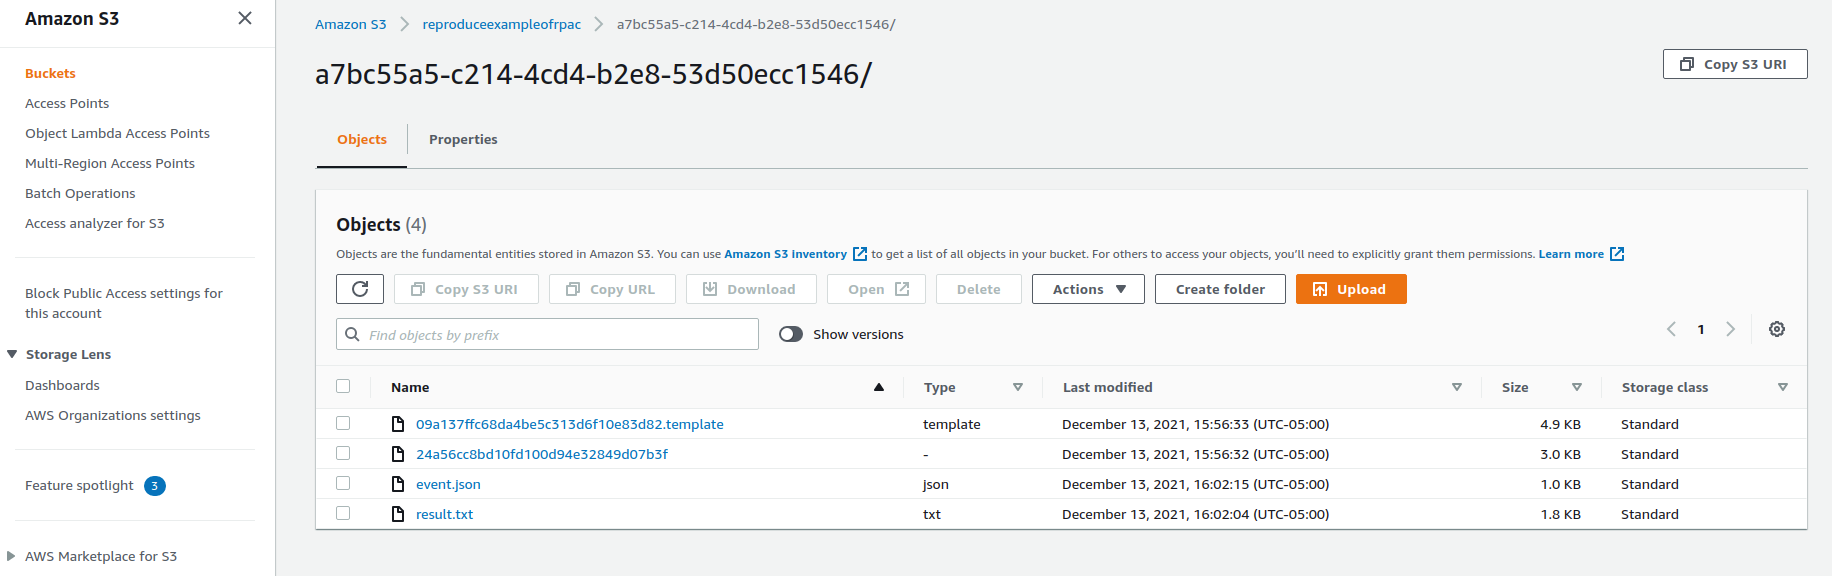 Amazon S3
Buckets
Access Points
Object Lambda Access Points
Multi-Region Access Points
Batch Operations
Access analyzer for S3
Block Public Access settings for
this account
Storage Lens
Dashboards
AWS Organizations settings
Feature spotlight 3
AWS Marketplace for S3
Amazon S3 reproduceexampleofrpac a7bc55a5-c214-4cd4-b2e8-53d50ecc1546/
a7bc55a5-c214-4cd4-b2e8-53d50ecc1546/
Copy S3 URI
Objects Properties
Objects (4)
Objects are the fundamental entities stored in Amazon S3. You can use Amazon S3 inventory to get a list of all objects in your bucket. For others to access your objects, you'll need to explicitly grant them permissions. Learn more
Copy S3 URI Copy URL Download Open Delete Actions Create folder Upload
Find objects by prefix Show versions 1
Name Type Last modified Size Storage class
09a137ffc68da4be5c313d6f10e83d82.template template December 13, 2021, 15:56:33 (UTC-05:00) 4.9 KB Standard
24a56cc8bd10fd100d94e32849d07b3f - December 13, 2021, 15:56:32 (UTC-05:00) 3.0 KB Standard
event.json json December 13, 2021, 16:02:15 (UTC-05:00) 1.0 KB Standard
result.txt txt December 13, 2021, 16:02:04 (UTC-05:00) 1.8 KB Standard